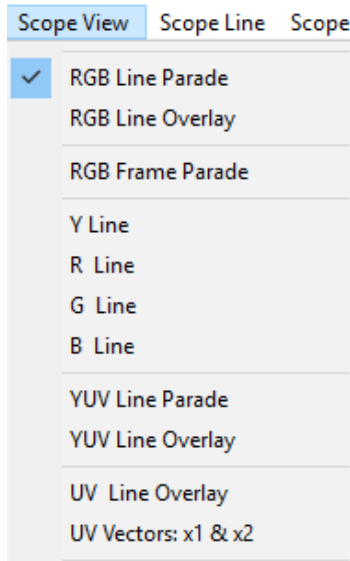 Scope View Scope Line Scope
RGB Line Parade
RGB Line Overlay
RGB Frame Parade
Y Line
R Line
G Line
B Line
YUV Line Parade
YUV Line Overlay
UV Line Overlay
UV Vectors: x1 & x2